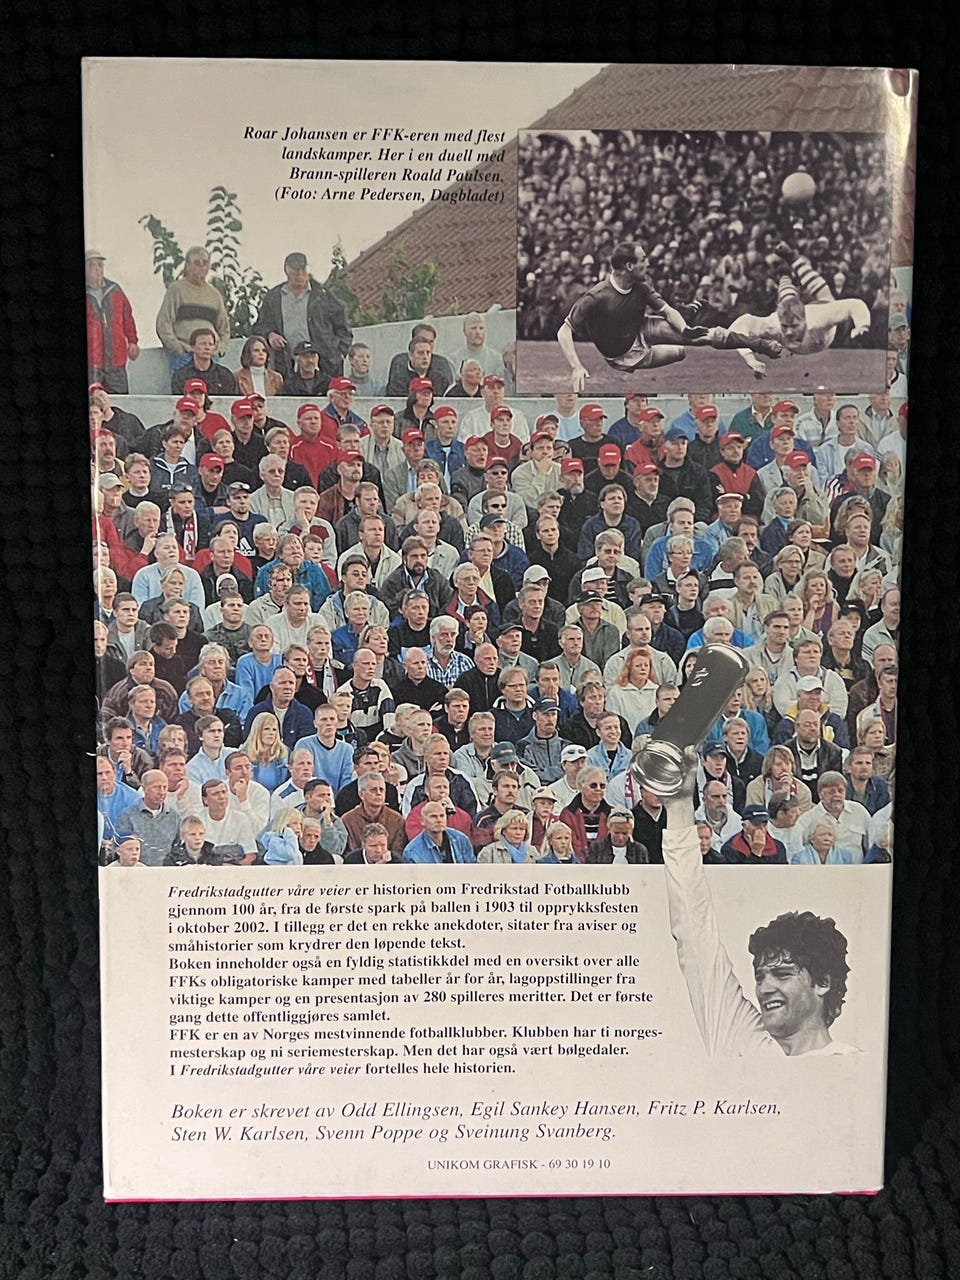 Roar Johansen er FFK-eren med flest
landskamper. Her i en duell med
Brann-spilleren Roald Paulsen.
(Foto: Arne Pedersen, Dagbladet)
Fredrikstadgutter våre veier er historien om Fredrikstad Fotballklubb
gjennom 100 år, fra de første spark på ballen i 1903 til opprykksfesten
i oktober 2002. I tillegg er det en rekke anekdoter, sitater fra aviser og
småhistorier som krydrer den løpende tekst.
Boken inneholder også en fyldig statistikkdel med en oversikt over alle
FFKs obligatoriske kamper med tabeller år for år, lagoppstillinger fra
viktige kamper og en presentasjon av 280 spilleres meritter. Det er første
gang dette offentliggjøres samlet.
FFK er en av Norges mestvinnende fotballklubber. Klubben har ti norges-
mesterskap og ni seriemesterskap. Men det har også vært bølgedaler.
I Fredrikstadgutter våre veier fortelles hele historien.
Boken er skrevet av Odd Ellingsen, Egil Sankey Hansen, Fritz P. Karlsen,
Sten W. Karlsen, Svenn Poppe og Sveinung Svanberg.
UNIKOM GRAFISK - 69 30 19 10